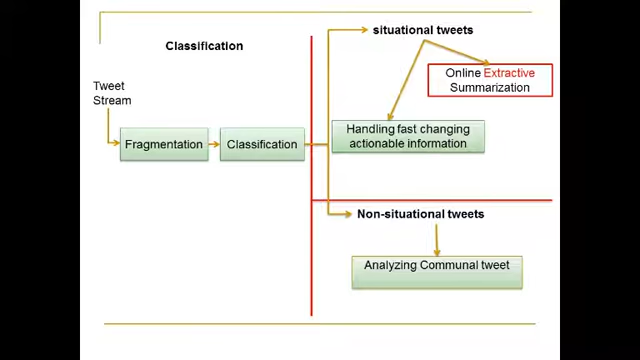 Classification
situational tweets
Online Extractive
Summarization
Tweet
Stream
Fragmentation
Classification
Handling fast changing
actionable information
Non-situational tweets
Analyzing Communal tweet